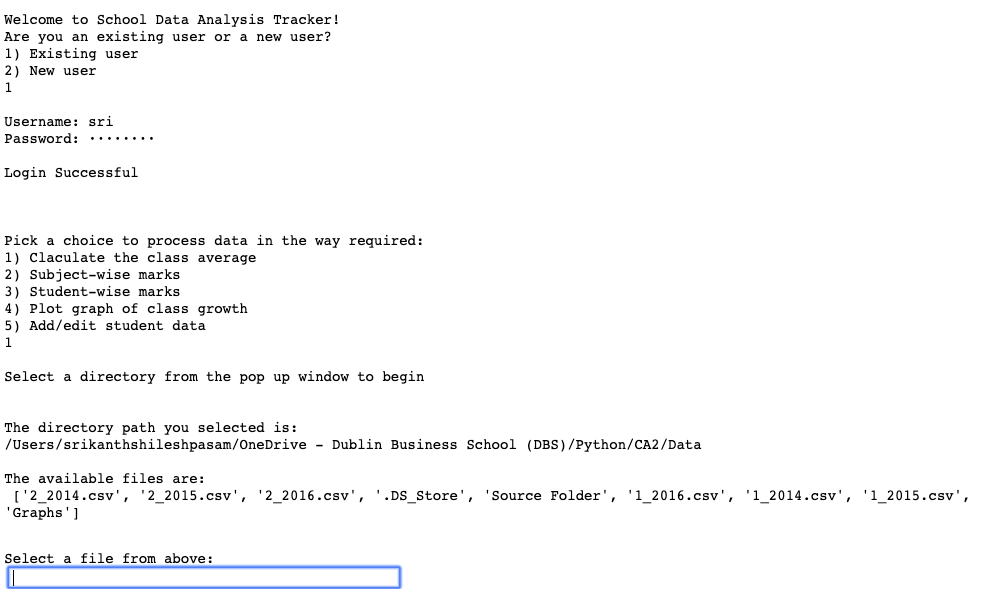 Welcome to School Data Analysis Tracker!
Are you an existing user or a new user?
1) Existing user
2) New user
1
Username: sri
Password: ········
Login Successful
Pick a choice to process data in the way required:
1) Claculate the class average
2) Subject-wise marks
3) Student-wise marks
4) Plot graph of class growth
5) Add/edit student data
1
Select a directory from the pop up window to begin
The directory path you selected is:
/Users/srikanthshileshpasam/OneDrive - Dublin Business School (DBS)/Python/CA2/Data
The available files are:
['2_2014.csv', '2_2015.csv', '2_2016.csv', '.DS_Store', 'Source Folder', '1_2016.csv', '1_2014.csv', '1_2015.csv',
'Graphs']
Select a file from above: